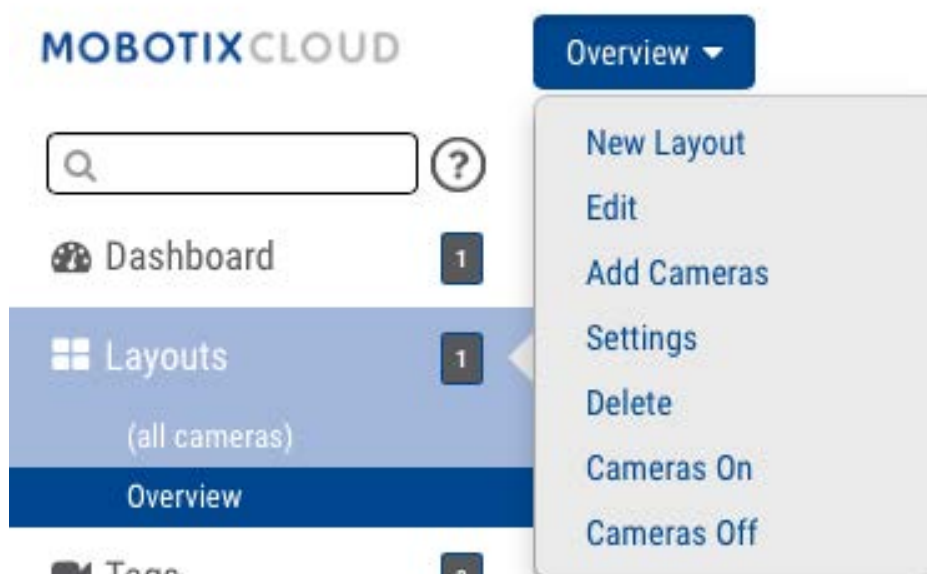 MOBOTIXCLOUD
Overview
?
Dashboard 1
Layouts 1
(all cameras)
Overview
Tags
New Layout
Edit
Add Cameras
Settings
Delete
Cameras On
Cameras Off